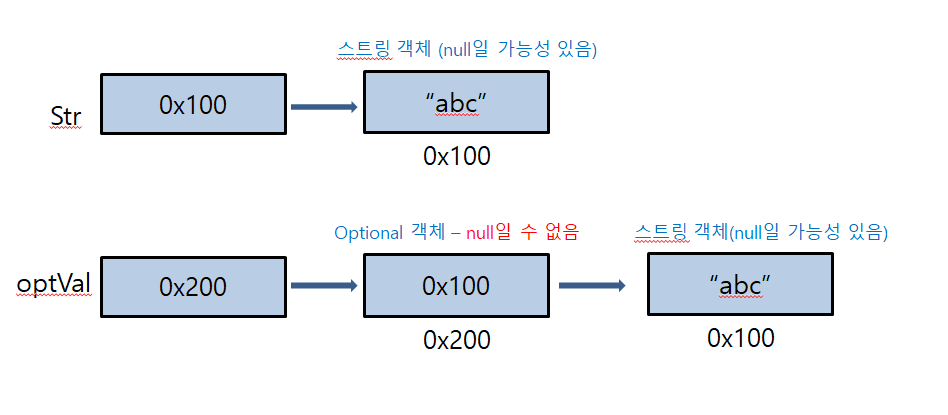 스트링 객체 (null일 가능성 있음)
Str
0x100
“abc”
0x100
Optional 객체 – null일 수 없음
스트링 객체(null일 가능성 있음)
optVal
0x200
0x100
“abc”
0x200
0x100